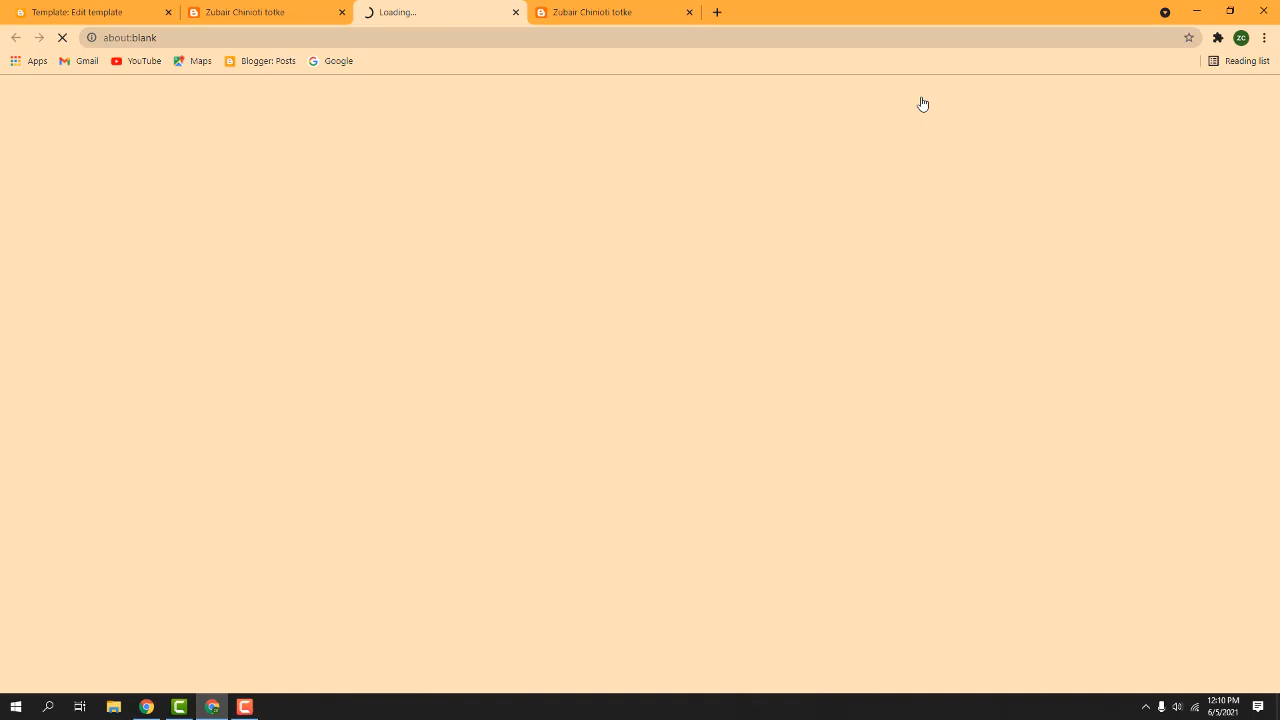 Template: Edit template
Zubair Chinioti totke
Loading...
Zubair Chinioti totke
about:blank
ZC
Apps
Gmail
YouTube
Maps
Blogger: Posts
Google
Reading list
12:10 PM
6/5/2021